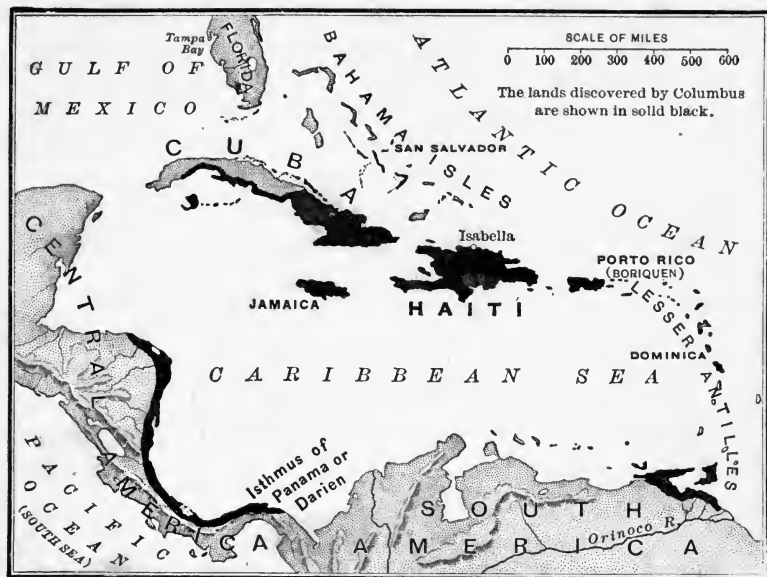 Tampa
Bay
FLORIDA
GULF OF
MEXICO
SCALE OF MILES
0 100 200 300 400 500 600
The lands discovered by Columbus
are shown in solid black.
BAHAMA ISLES
ATLANTIC OCEAN
SAN SALVADOR
CUBA
Isabella
PORTO RICO
(BORIQUEN)
JAMAICA
HAITI
LESSER ANTILLES
DOMINICA
CARIBBEAN SEA
CENTRAL AMERICA
Isthmus of
Panama or
Darien
PACIFIC
OCEAN
(SOUTH SEA)
SOUTH
AMERICA
Orinoco R.